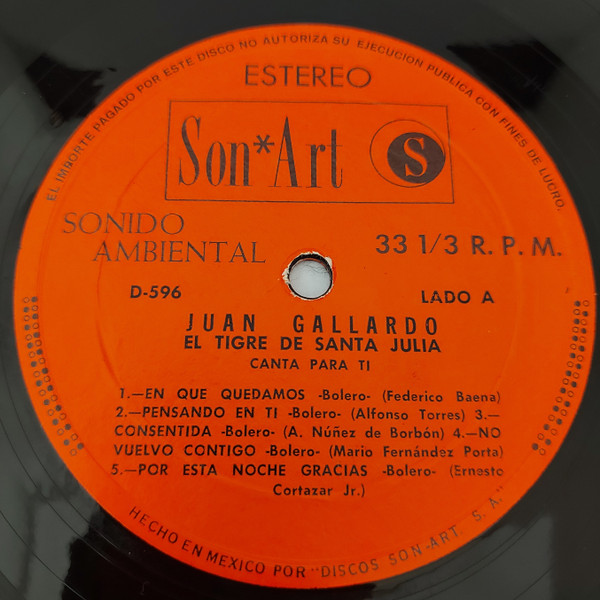 EL IMPORTE PAGADO POR ESTE DISCO NO AUTORIZA SU EJECUCION PUBLICA CON FINES DE LUCRO.
ESTEREO
Son*Art S
SONIDO
AMBIENTAL
33 1/3 R. P. M.
D-596
LADO A
JUAN GALLARDO
EL TIGRE DE SANTA JULIA
CANTA PARA TI
1.—EN QUE QUEDAMOS -Bolero- (Federico Baena)
2.—PENSANDO EN TI -Bolero- (Alfonso Torres) 3.—
CONSENTIDA -Bolero- (A. Núñez de Borbón) 4.—NO
VUELVO CONTIGO -Bolero- (Mario Fernández Porta)
5.—POR ESTA NOCHE GRACIAS -Bolero- (Ernesto
Cortazar Jr.)
HECHO EN MEXICO POR "DISCOS SON-ART. S. A."